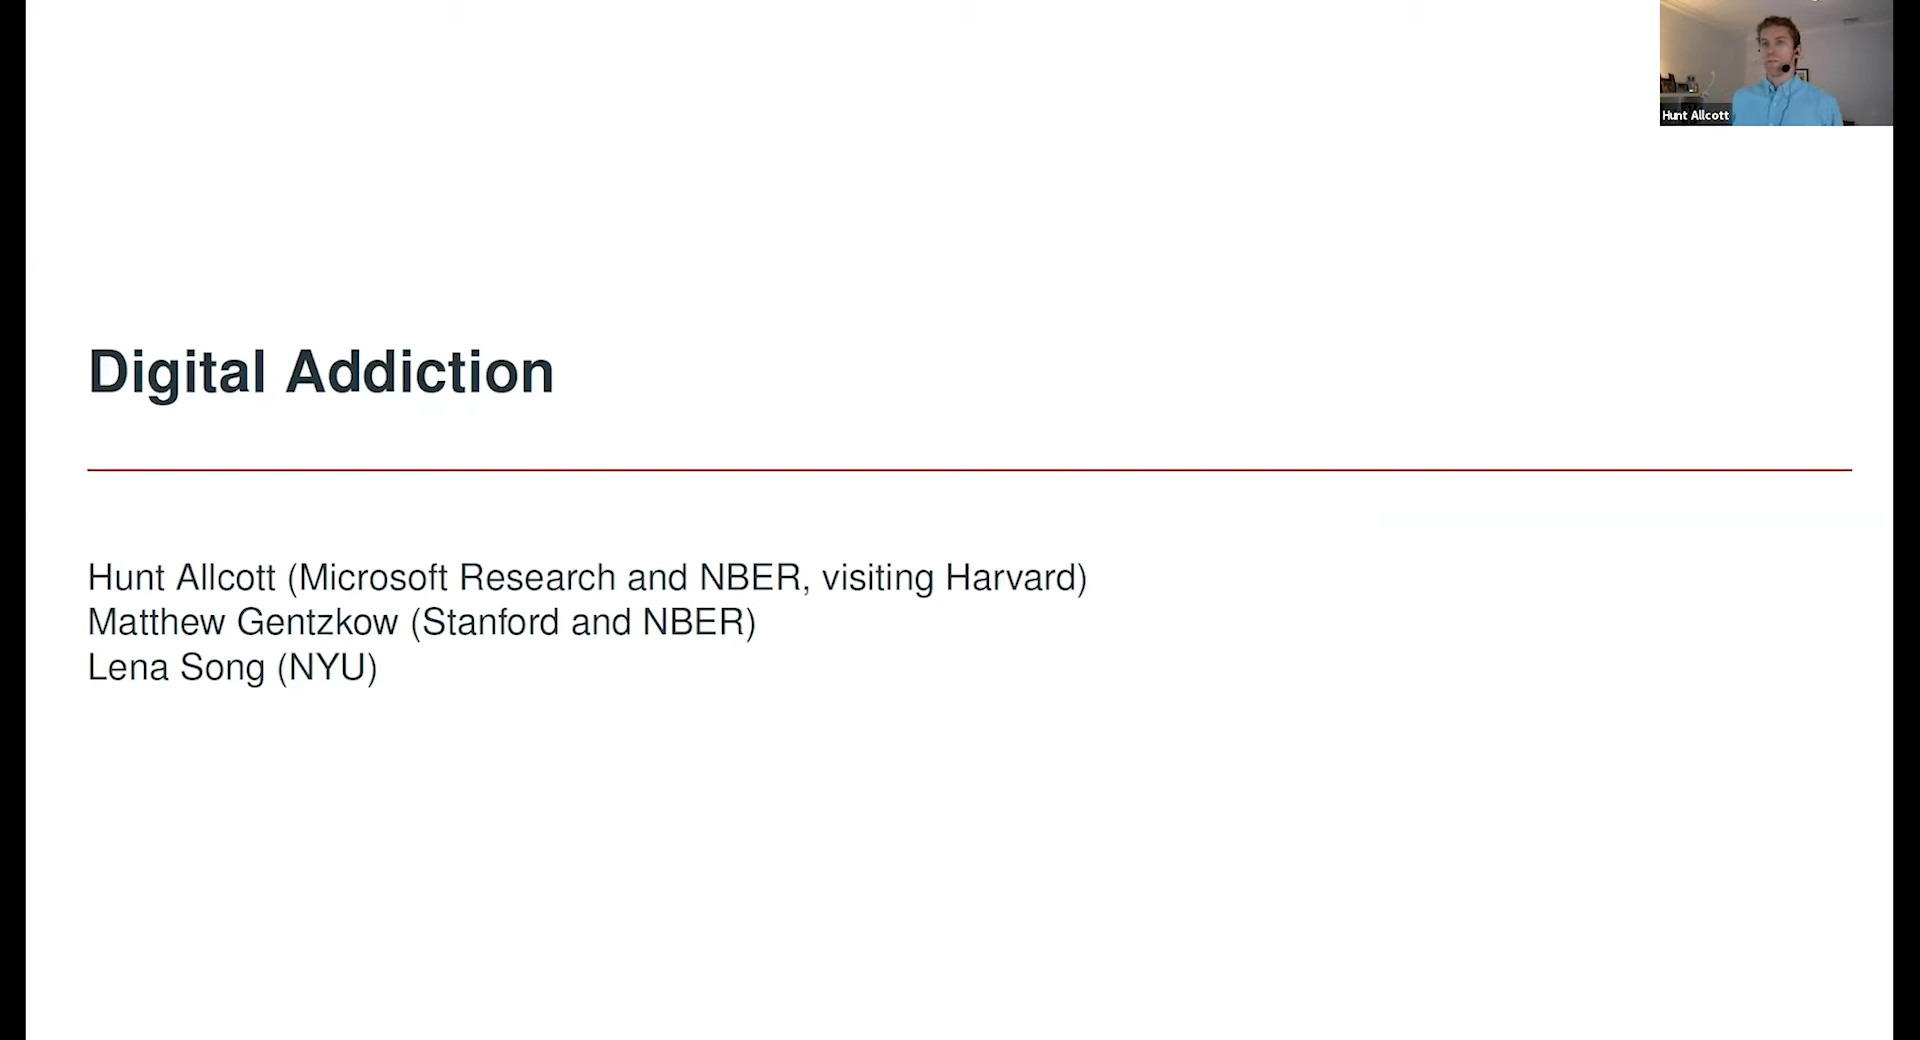 Hunt Allcott
Digital Addiction
Hunt Allcott (Microsoft Research and NBER, visiting Harvard)
Matthew Gentzkow (Stanford and NBER)
Lena Song (NYU)